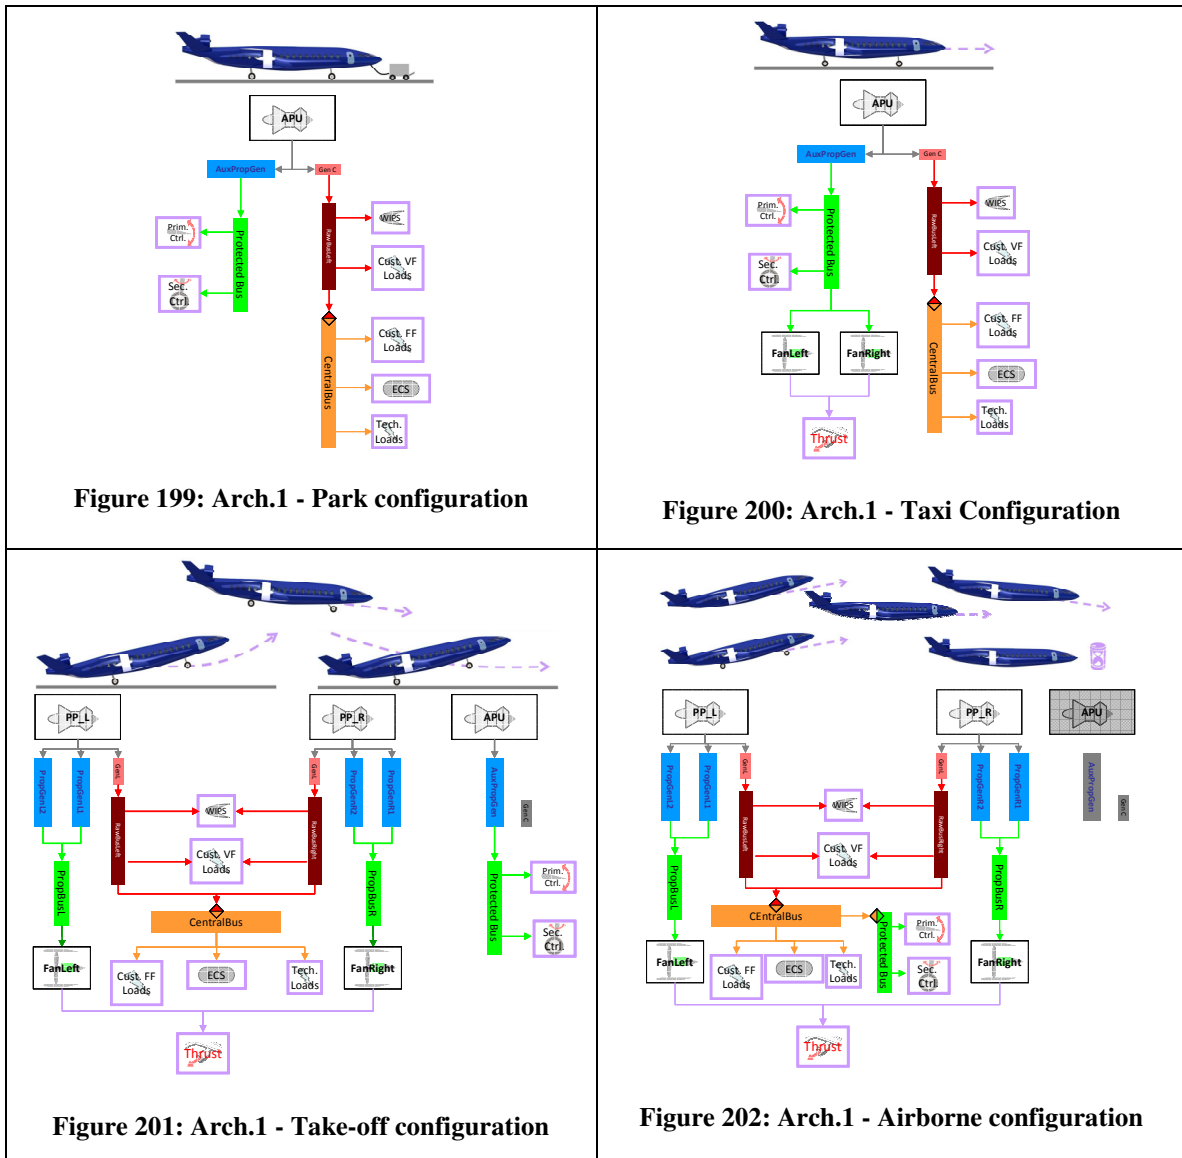 APU
AuxPropGen
Gen C
Prim.
Ctrl.
Sec.
Ctrl.
Protected Bus
RawBusLeft
WIPS
Cust. VF
Loads
CentralBus
Cust. FF
Loads
ECS
Tech.
Loads
Figure 199: Arch.1 - Park configuration
APU
AuxPropGen
Gen C
Prim.
Ctrl.
Sec.
Ctrl.
Protected Bus
RawBusLeft
WIPS
Cust. VF
Loads
FanLeft
FanRight
CentralBus
Cust. FF
Loads
ECS
Tech.
Loads
Thrust
Figure 200: Arch.1 - Taxi Configuration
PP_L
PP_R
APU
PropGenL2
PropGenL1
GenL
GenL
PropGenR2
PropGenR1
AuxPropGen
Gen C
RawBusLeft
WIPS
RawBusRight
Cust. VF
Loads
PropBusL
PropBusR
Protected Bus
Prim.
Ctrl.
Sec.
Ctrl.
CentralBus
FanLeft
Cust. FF
Loads
ECS
Tech.
Loads
FanRight
Thrust
Figure 201: Arch.1 - Take-off configuration
PP_L
PP_R
APU
PropGenL2
PropGenL1
GenL
GenL
PropGenR2
PropGenR1
AuxPropGen
Gen C
RawBusLeft
WIPS
RawBusRight
Cust. VF
Loads
PropBusL
PropBusR
CEntralBus
Protected Bus
Prim.
Ctrl.
Sec.
Ctrl.
FanLeft
Cust. FF
Loads
ECS
Tech.
Loads
FanRight
Thrust
Figure 202: Arch.1 - Airborne configuration